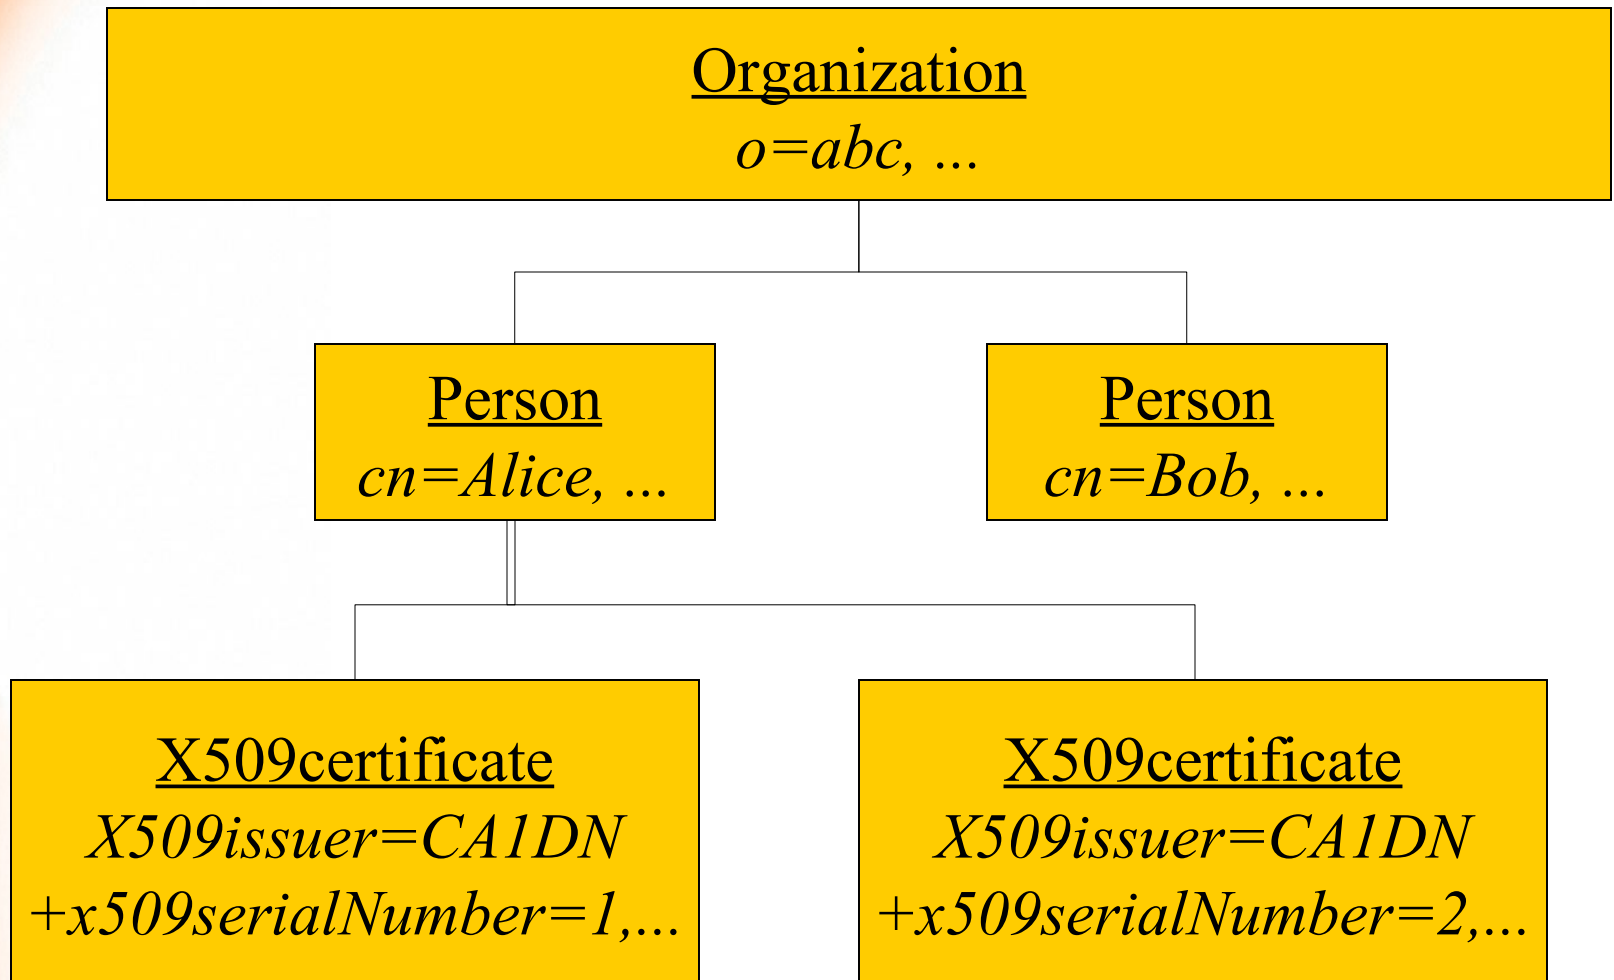 Organization
o=abc, ...
Person
cn=Alice, ...
Person
cn=Bob, ...
X509certificate
X509issuer=CA1DN
+x509serialNumber=1,...
X509certificate
X509issuer=CA1DN
+x509serialNumber=2,...